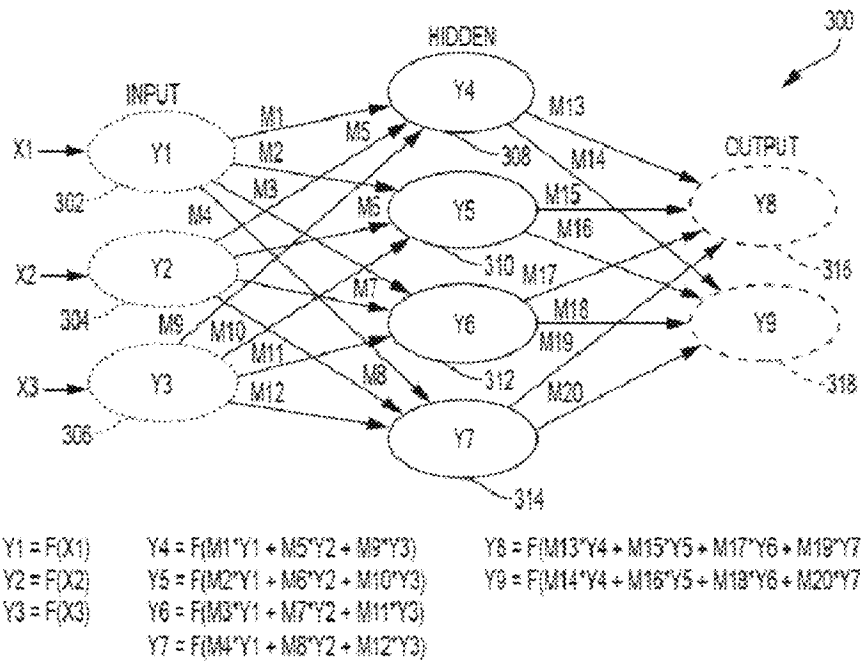 300
HIDDEN
INPUT
OUTPUT
X1
Y1
302
M1
M2
M3
M4
Y4
308
M5
M13
M14
X2
Y2
304
M6
M7
M8
Y5
310
M15
M16
Y8
316
X3
Y3
306
M9
M10
M11
M12
Y6
312
M17
M18
M19
M20
Y9
318
Y7
314
Y1 = F(X1)
Y2 = F(X2)
Y3 = F(X3)
Y4 = F(M1*Y1 + M5*Y2 + M9*Y3)
Y5 = F(M2*Y1 + M6*Y2 + M10*Y3)
Y6 = F(M3*Y1 + M7*Y2 + M11*Y3)
Y7 = F(M4*Y1 + M8*Y2 + M12*Y3)
Y8 = F(M13*Y4 + M15*Y5 + M17*Y6 + M19*Y7
Y9 = F(M14*Y4 + M16*Y5 + M18*Y6 + M20*Y7